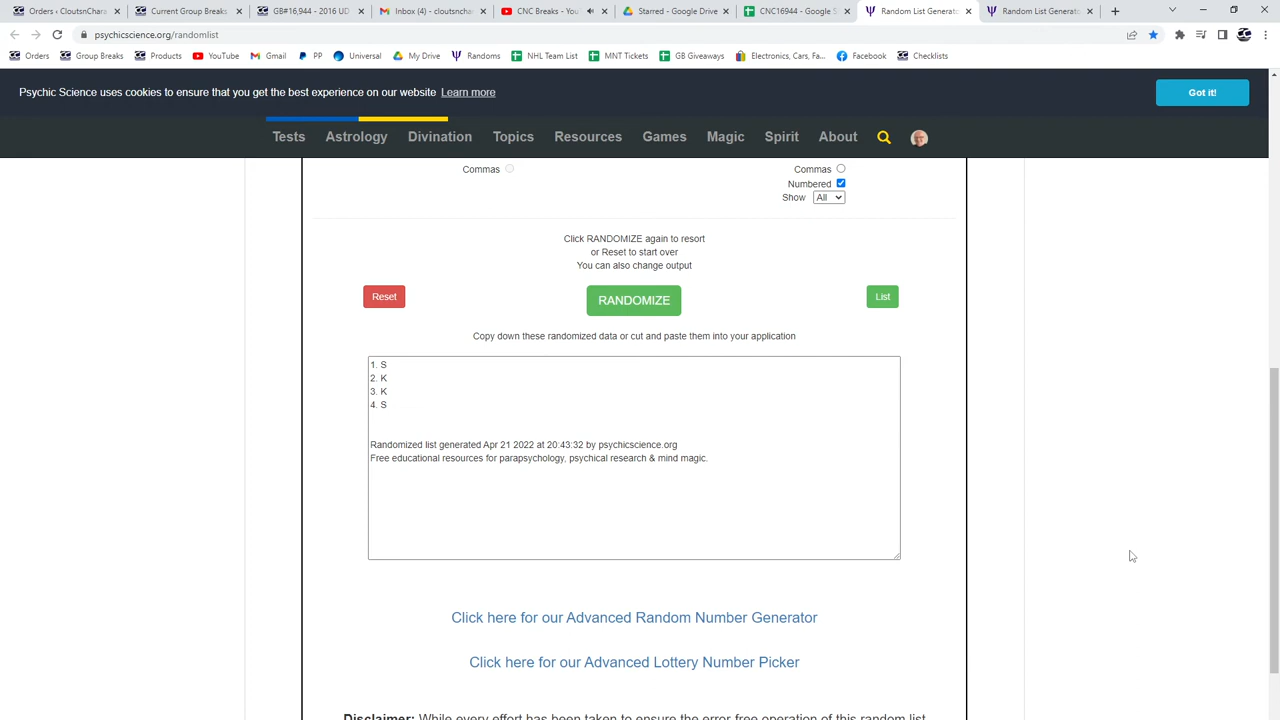 Orders ‹ CloutsnChara
Current Group Breaks
GB#16,944 - 2016 UD
Inbox (4) - cloutsnchar
CNC Breaks - You
Starred - Google Drive
CNC16944 - Google S
Random List Generato
Random List Generato
psychicscience.org/randomlist
Orders
Group Breaks
Products
YouTube
Gmail
PP
Universal
My Drive
Randoms
NHL Team List
MNT Tickets
GB Giveaways
Electronics, Cars, Fa...
Facebook
Checklists
Psychic Science uses cookies to ensure that you get the best experience on our website Learn more
Got it!
Tests Astrology Divination Topics Resources Games Magic Spirit About
Commas
Commas
Numbered
Show All
Click RANDOMIZE again to resort
or Reset to start over
You can also change output
Reset
RANDOMIZE
List
Copy down these randomized data or cut and paste them into your application
1. S
2. K
3. K
4. S
Randomized list generated Apr 21 2022 at 20:43:32 by psychicscience.org
Free educational resources for parapsychology, psychical research & mind magic.
Click here for our Advanced Random Number Generator
Click here for our Advanced Lottery Number Picker
Disclaimer: While every effort has been taken to ensure the error free operation of this random list